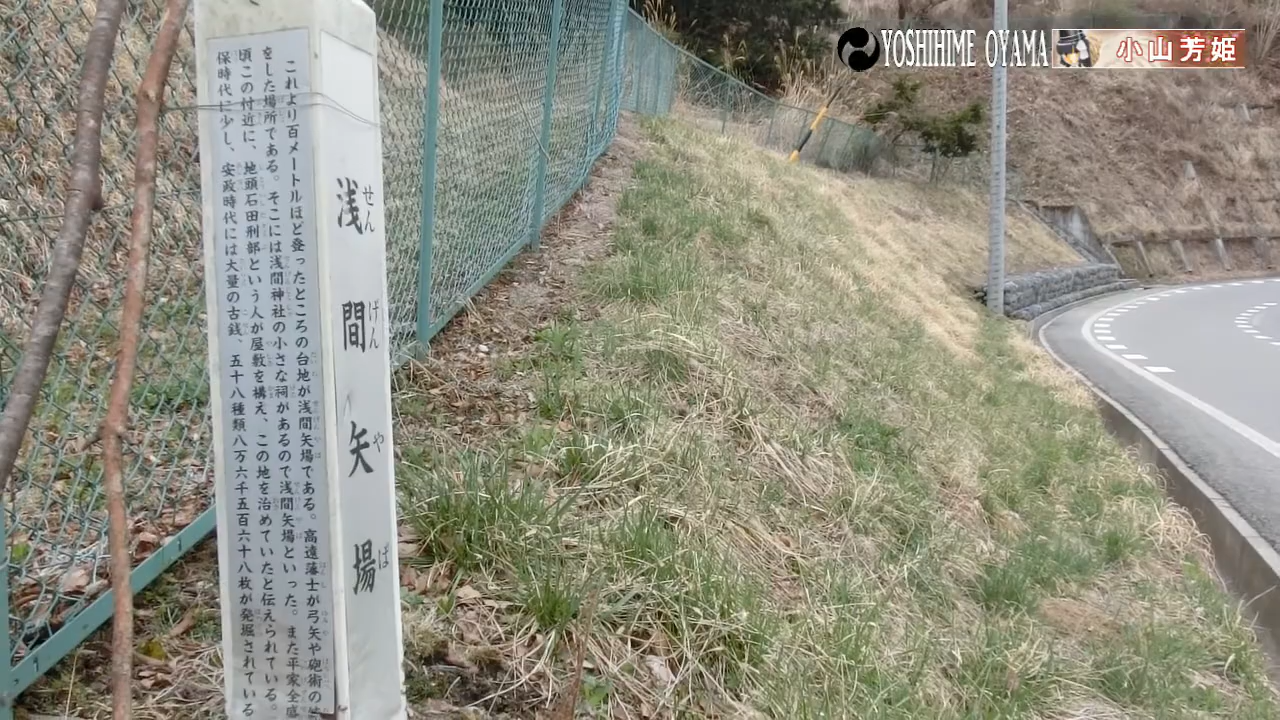 YOSHIHIME OYAMA
小山芳姫
浅間矢場
せんげんやば
これより百メートルほど登ったところの台地が浅間矢場である。高遠藩士が弓矢や砲術の
をした場所である。そこには浅間神社の小さな祠があるので浅間矢場といった。また平家全盛
頃この付近に、地頭石田刑部という人が屋敷を構え、この地を治めていたと伝えられている。
保時代に少し、安政時代には大量の古銭、五十八種類八万六千五百六十八枚が発掘されている